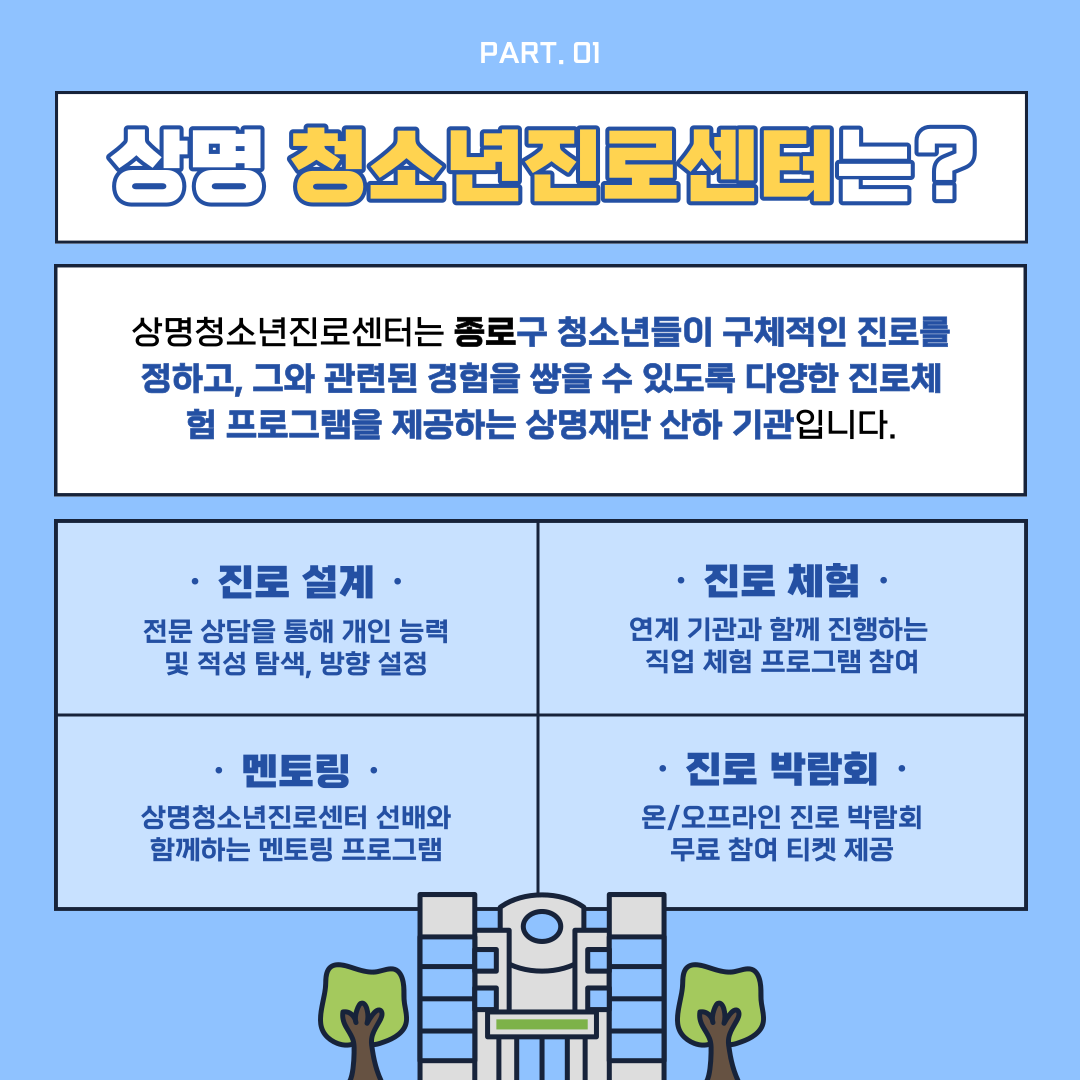 PART. 01
상명 청소년진로센터는?
상명청소년진로센터는 종로구 청소년들이 구체적인 진로를
정하고, 그와 관련된 경험을 쌓을 수 있도록 다양한 진로체
험 프로그램을 제공하는 상명재단 산하 기관입니다.
· 진로 설계 ·
전문 상담을 통해 개인 능력
및 적성 탐색, 방향 설정
· 진로 체험 ·
연계 기관과 함께 진행하는
직업 체험 프로그램 참여
· 멘토링 ·
상명청소년진로센터 선배와
함께하는 멘토링 프로그램
· 진로 박람회 ·
온/오프라인 진로 박람회
무료 참여 티켓 제공